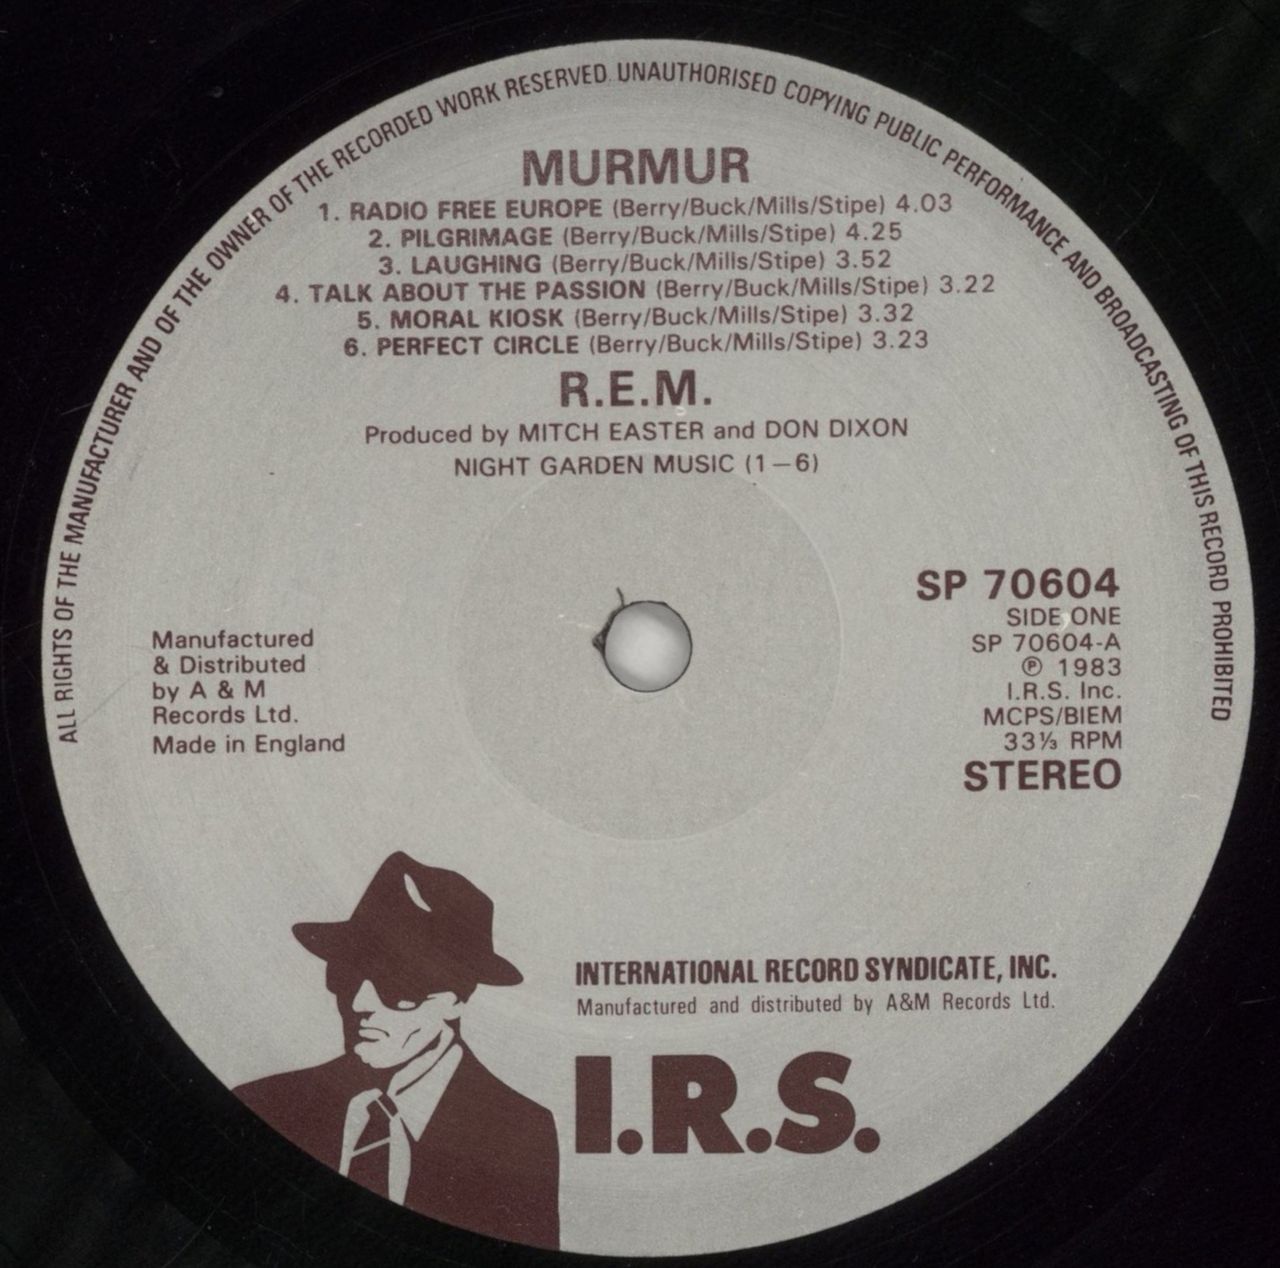 ALL RIGHTS OF THE MANUFACTURER AND OF THE OWNER OF THE RECORDED WORK RESERVED. UNAUTHORISED COPYING PUBLIC PERFORMANCE AND BROADCASTING OF THIS RECORD PROHIBITED
MURMUR
1. RADIO FREE EUROPE (Berry/Buck/Mills/Stipe) 4.03
2. PILGRIMAGE (Berry/Buck/Mills/Stipe) 4.25
3. LAUGHING (Berry/Buck/Mills/Stipe) 3.52
4. TALK ABOUT THE PASSION (Berry/Buck/Mills/Stipe) 3.22
5. MORAL KIOSK (Berry/Buck/Mills/Stipe) 3.32
6. PERFECT CIRCLE (Berry/Buck/Mills/Stipe) 3.23
R.E.M.
Produced by MITCH EASTER and DON DIXON
NIGHT GARDEN MUSIC (1–6)
Manufactured
& Distributed
by A & M
Records Ltd.
Made in England
SP 70604
SIDE ONE
SP 70604-A
℗ 1983
I.R.S. Inc.
MCPS/BIEM
33⅓ RPM
STEREO
INTERNATIONAL RECORD SYNDICATE, INC.
Manufactured and distributed by A&M Records Ltd.
I.R.S.